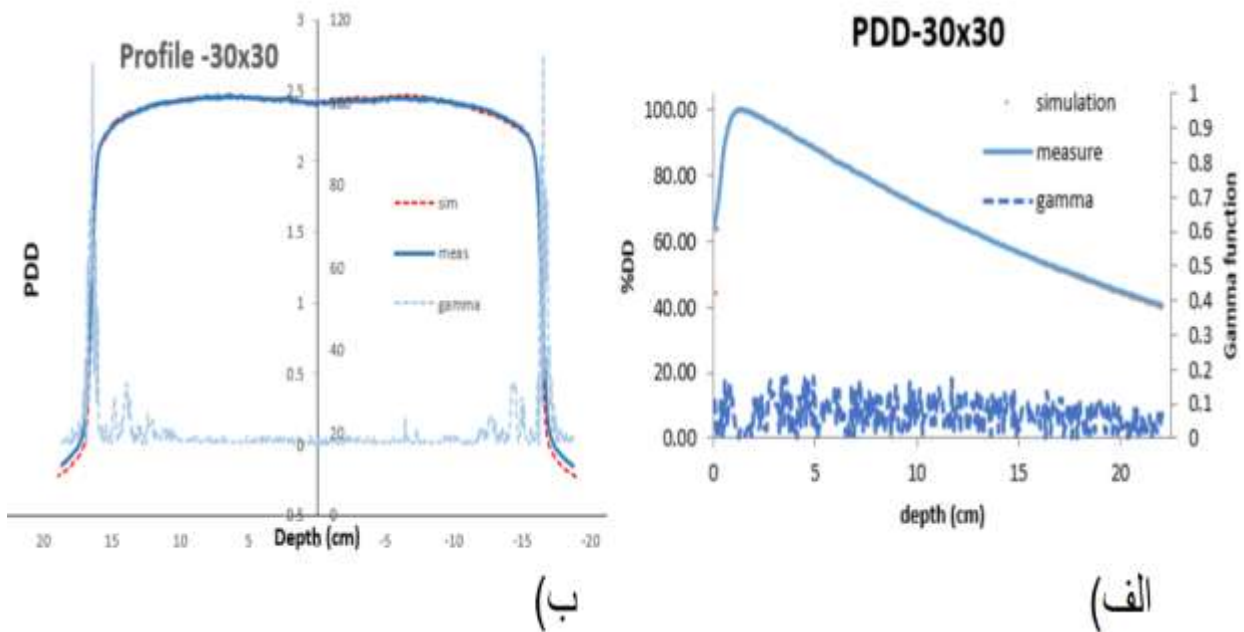 Profile -30x30
3
2.5
2
1.5
1
0.5
0
0.5
120
100
80
60
40
20
0
PDD
sim
meas
gamma
20 15 10 5 0 -5 -10 -15 -20
Depth (cm)
ب)
PDD-30x30
simulation
measure
gamma
100.00
80.00
60.00
40.00
20.00
0.00
%DD
1
0.9
0.8
0.7
0.6
0.5
0.4
0.3
0.2
0.1
0
Gamma function
0 5 10 15 20
depth (cm)
الف)